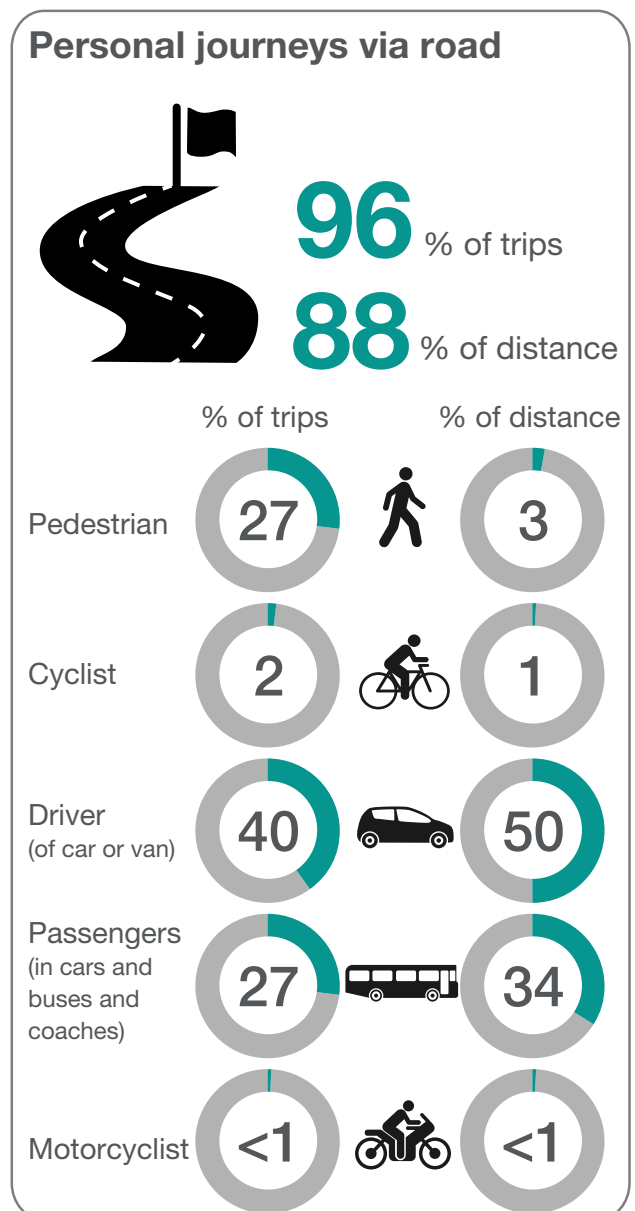 Personal journeys via road
96 % of trips
88 % of distance
% of trips % of distance
Pedestrian 27 3
Cyclist 2 1
Driver
(of car or van)
40 50
Passengers
(in cars and
buses and
coaches)
27 34
Motorcyclist <1 <1